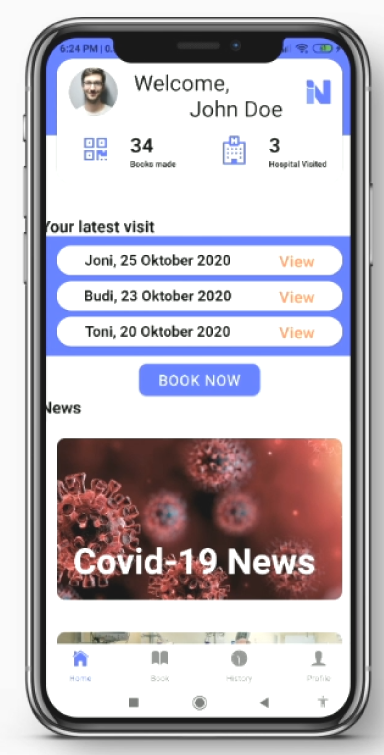 6:24 PM | 0.
Welcome,
John Doe
iN
34
Books made
3
Hospital Visited
Your latest visit
Joni, 25 Oktober 2020
View
Budi, 23 Oktober 2020
View
Toni, 20 Oktober 2020
View
BOOK NOW
News
Covid-19 News
Home
Book
History
Profile